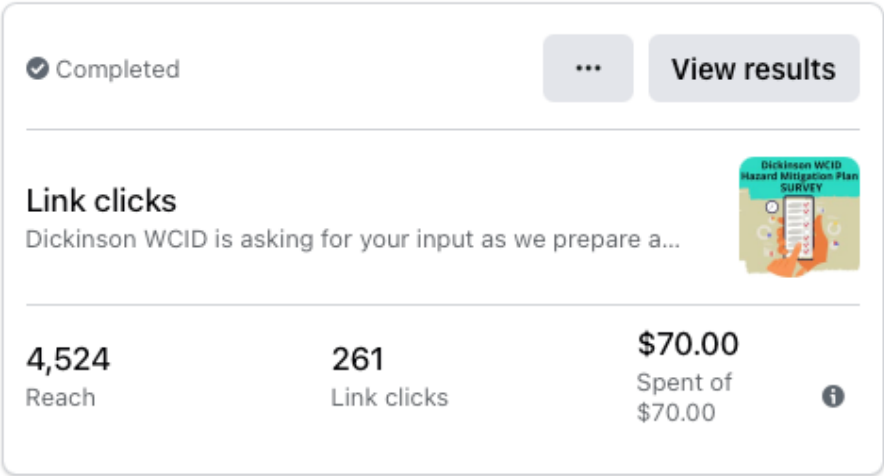 Completed
...
View results
Link clicks
Dickinson WCID is asking for your input as we prepare a...
Dickinson WCID
Hazard Mitigation Plan
SURVEY
4,524
Reach
261
Link clicks
$70.00
Spent of
$70.00